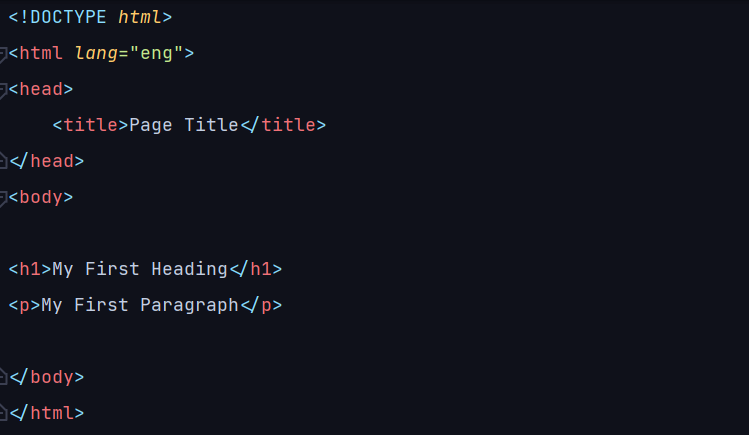 <!DOCTYPE html>
<html lang="eng">
<head>
    <title>Page Title</title>
</head>
<body>

<h1>My First Heading</h1>
<p>My First Paragraph</p>

</body>
</html>